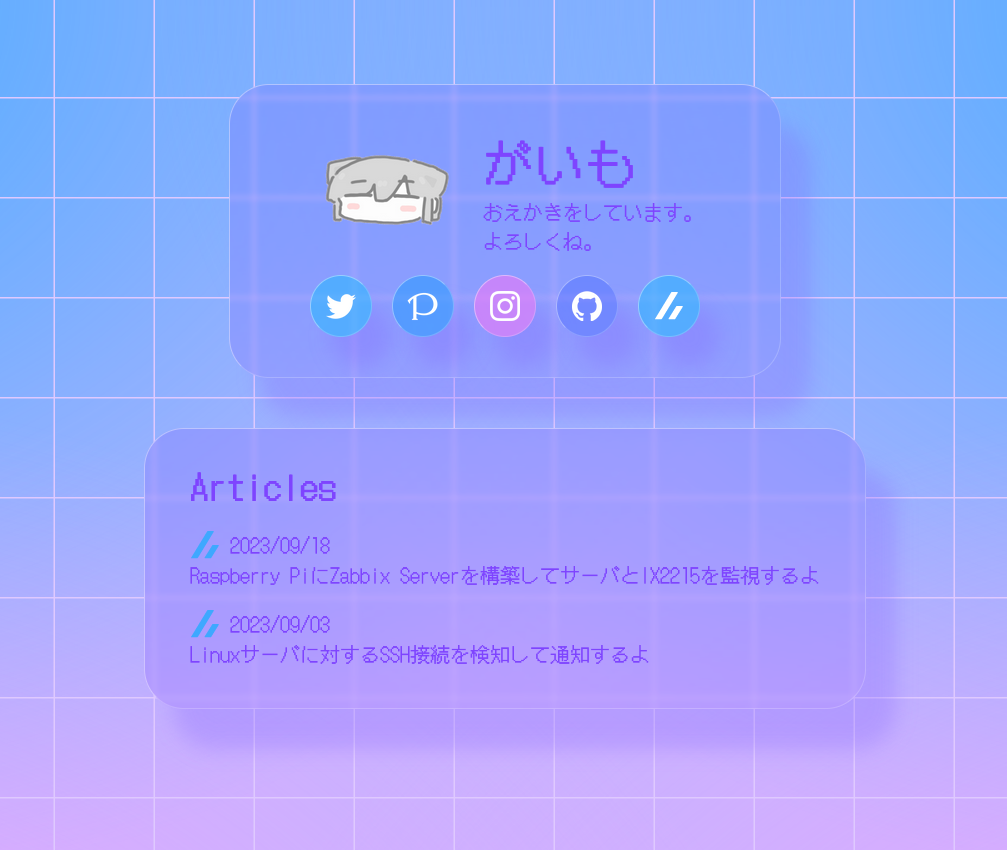 がいも
おえかきをしています。
よろしくね。
Articles
2023/09/18
Raspberry PiにZabbix Serverを構築してサーバとIX2215を監視するよ
2023/09/03
Linuxサーバに対するSSH接続を検知して通知するよ